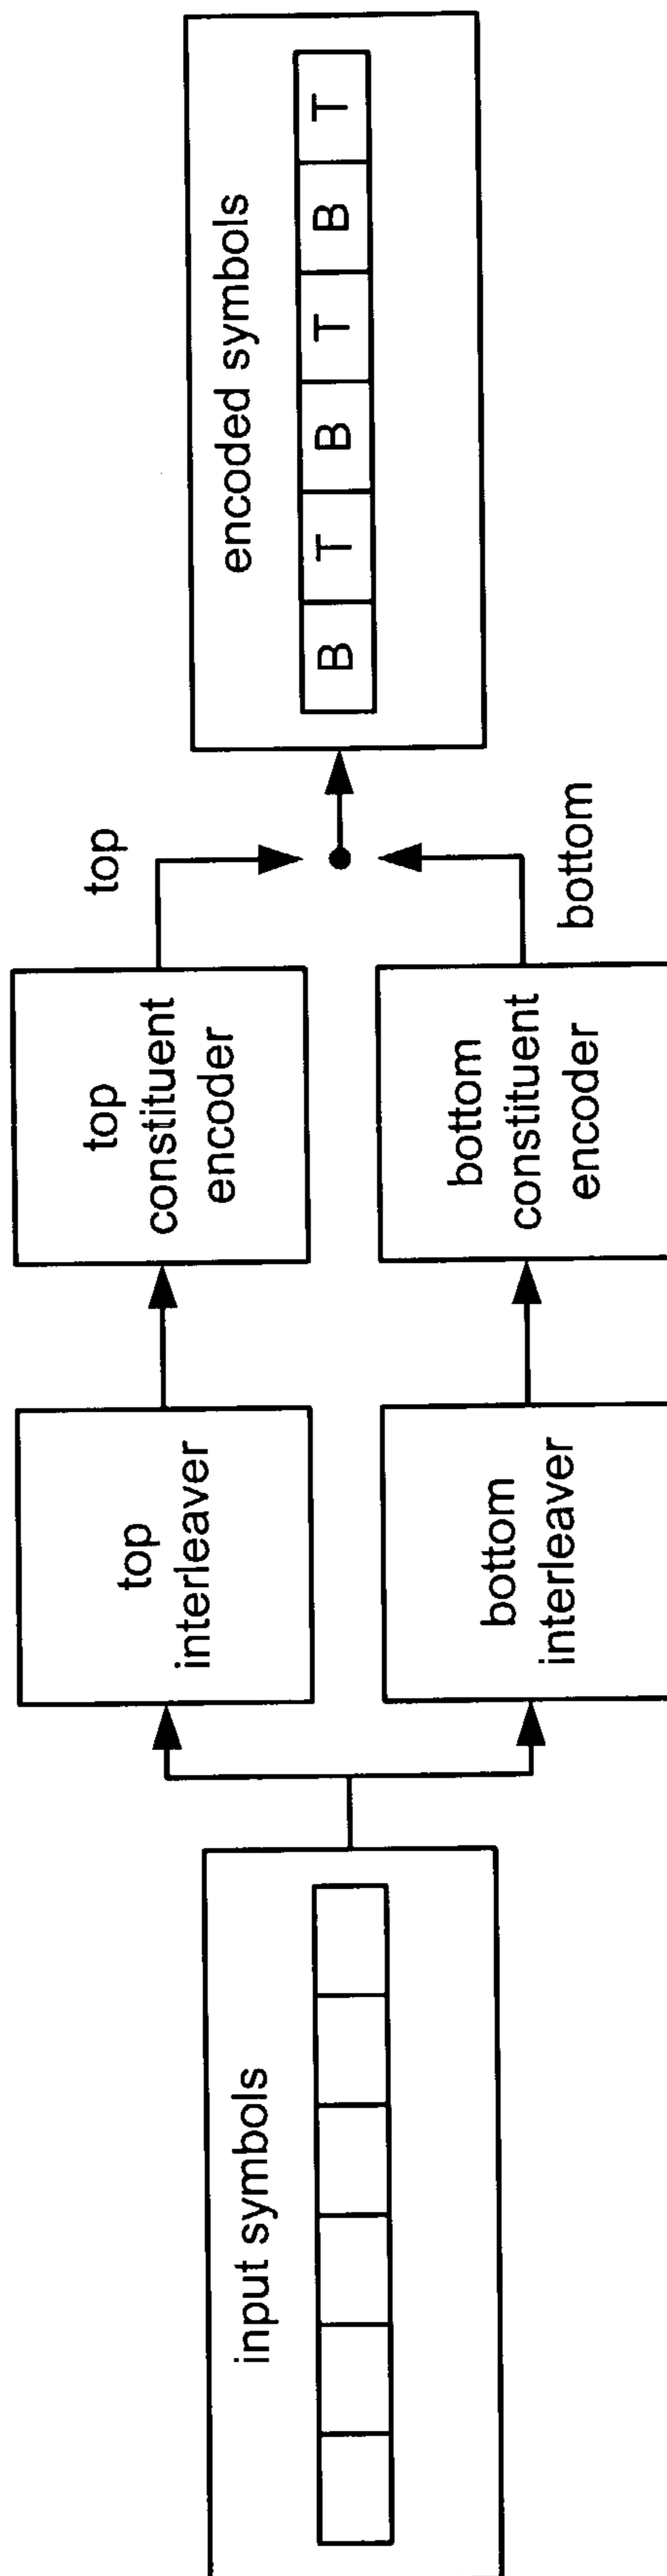 input symbols
top
interleaver
bottom
interleaver
top
constituent
encoder
bottom
constituent
encoder
top
bottom
encoded symbols
B T B T B T